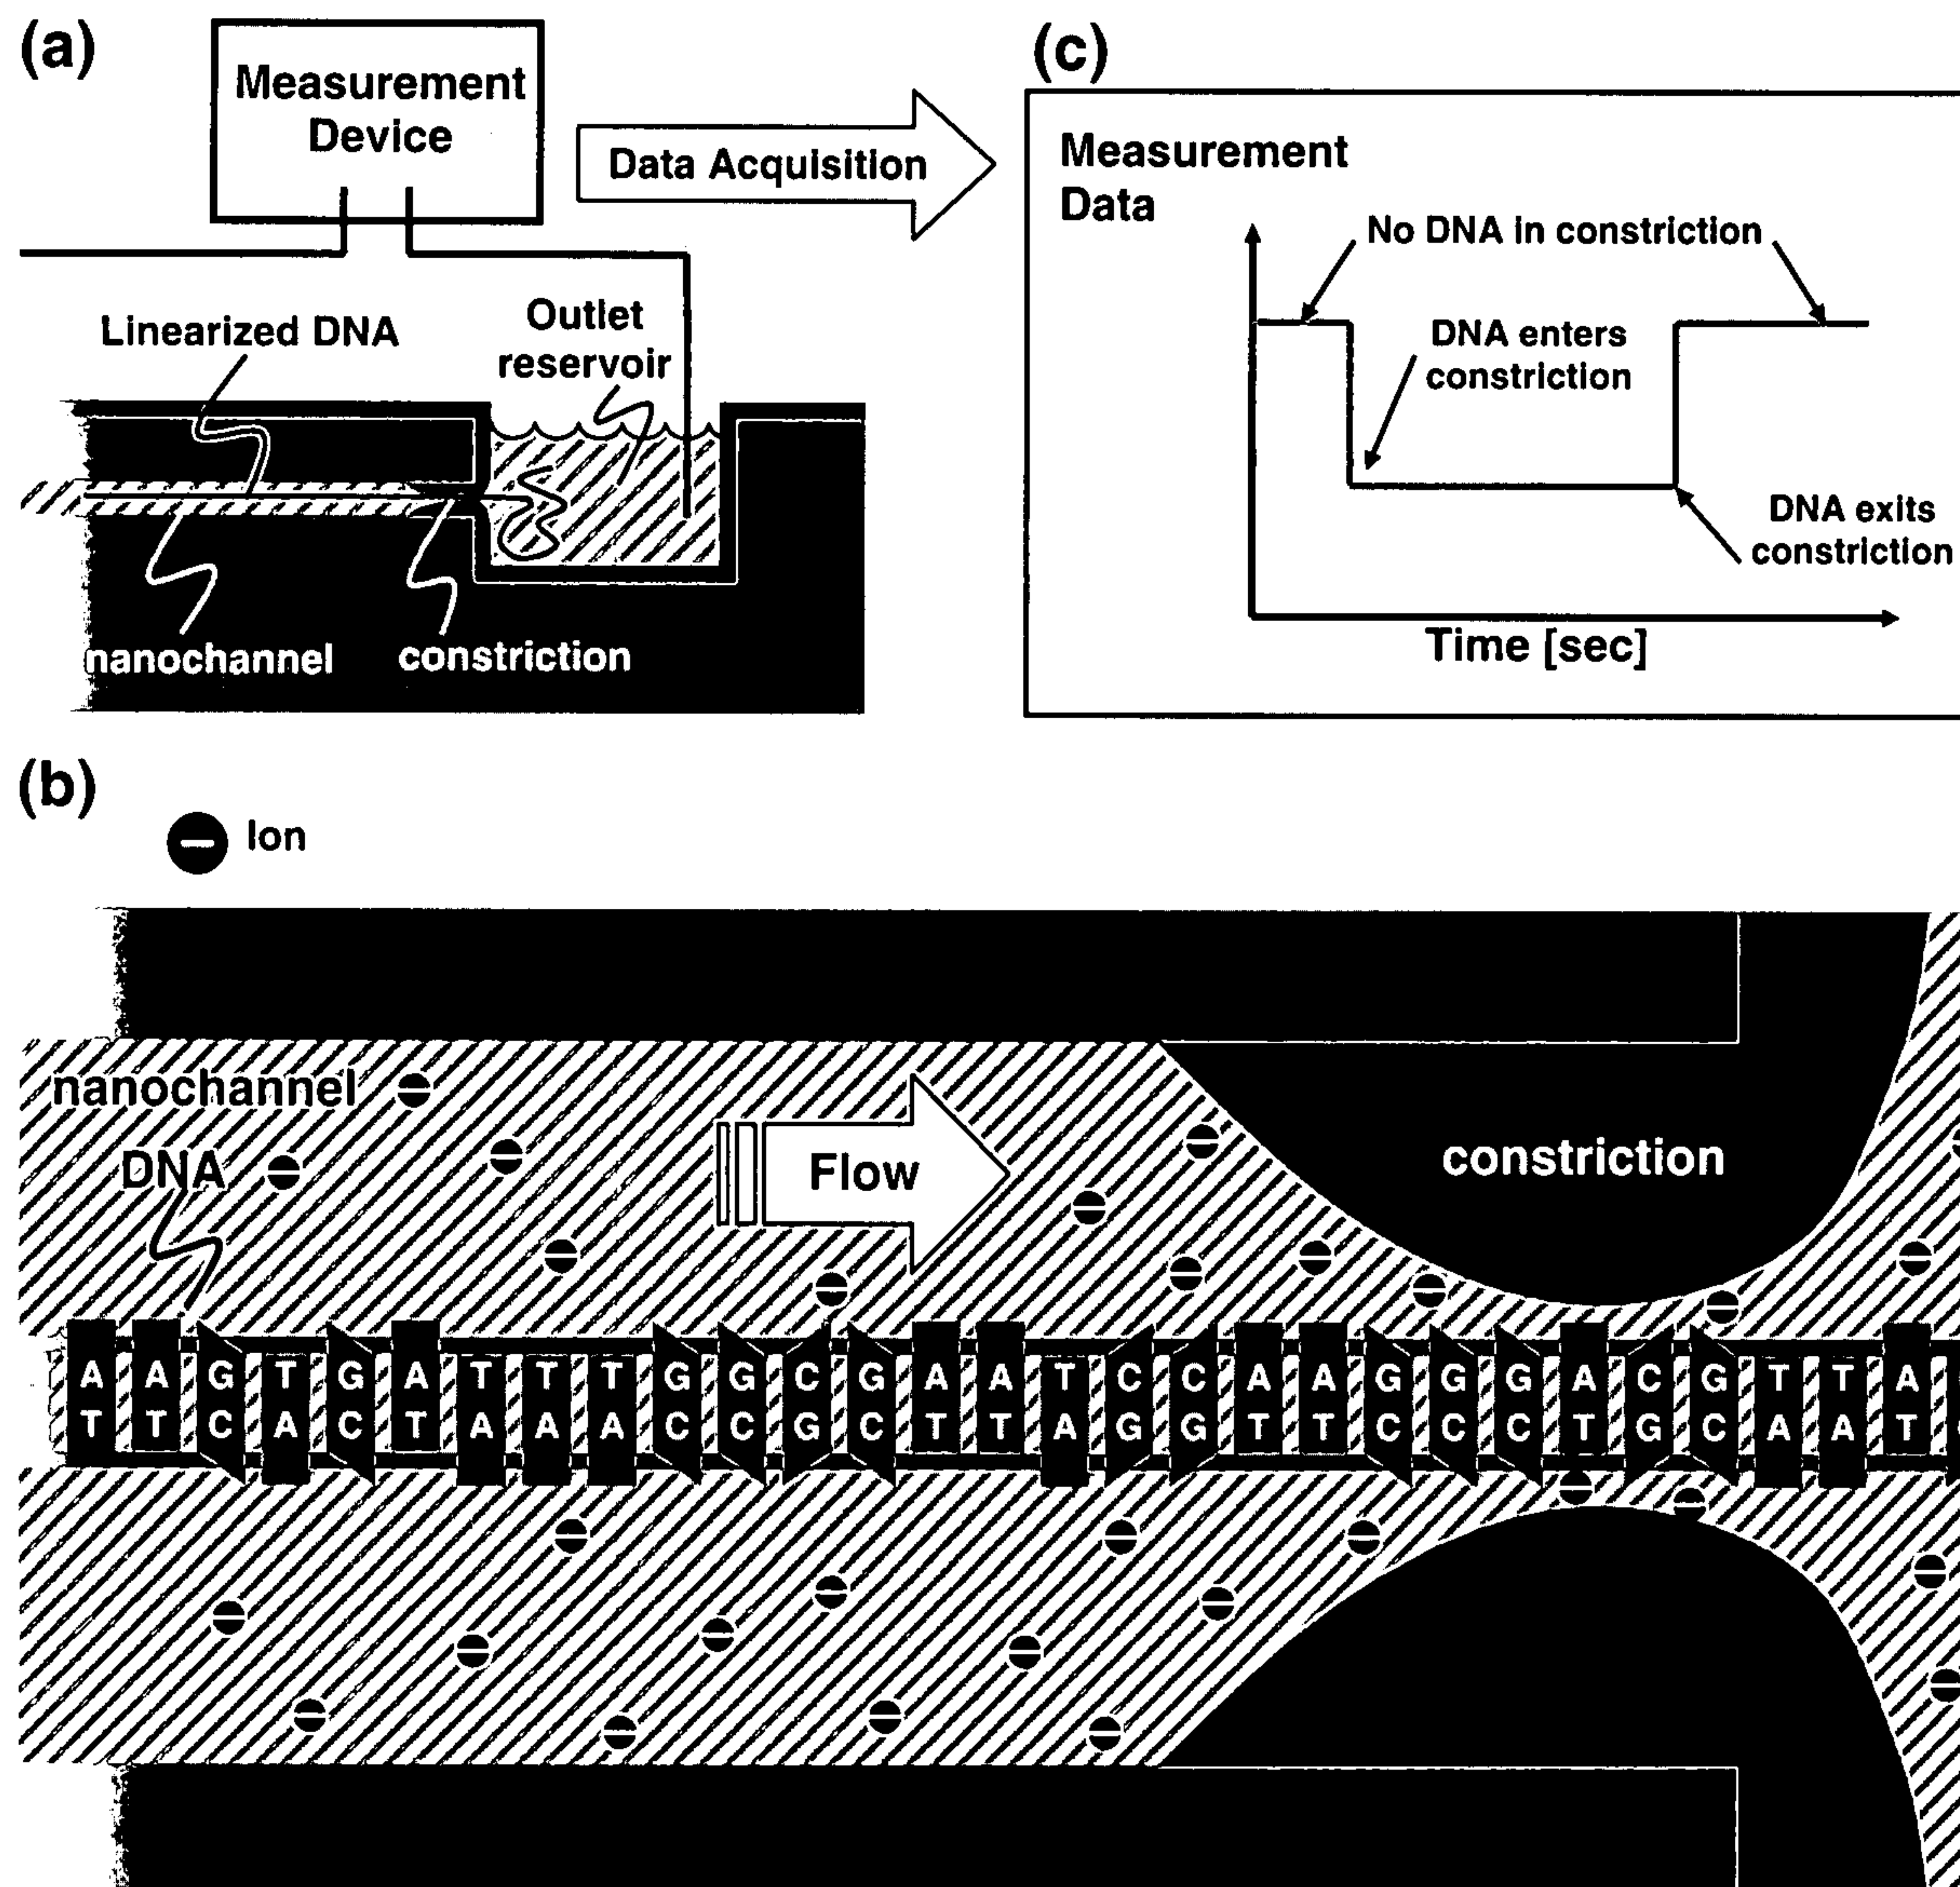 (a)
Measurement
Device
Data Acquisition
Linearized DNA
Outlet
reservoir
nanochannel
constriction
(c)
Measurement
Data
No DNA in constriction
DNA enters
constriction
DNA exits
constriction
Time [sec]
(b)
Ion
nanochannel
DNA
Flow
constriction
A A G T G A T T T G G C G A A T C C A A G G G A C G T T A
T T C A C T A A A C C G C T T A G G T T C C C T G C A A T